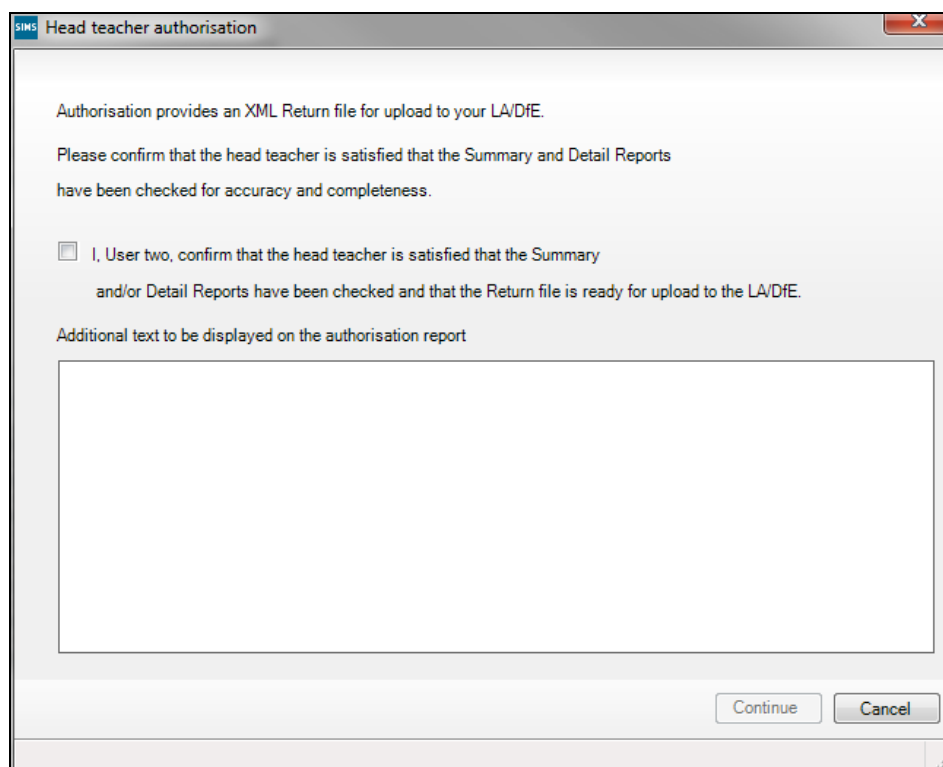 SIMS Head teacher authorisation
Authorisation provides an XML Return file for upload to your LA/DfE.
Please confirm that the head teacher is satisfied that the Summary and Detail Reports
have been checked for accuracy and completeness.
I, User two, confirm that the head teacher is satisfied that the Summary
and/or Detail Reports have been checked and that the Return file is ready for upload to the LA/DfE.
Additional text to be displayed on the authorisation report
Continue Cancel